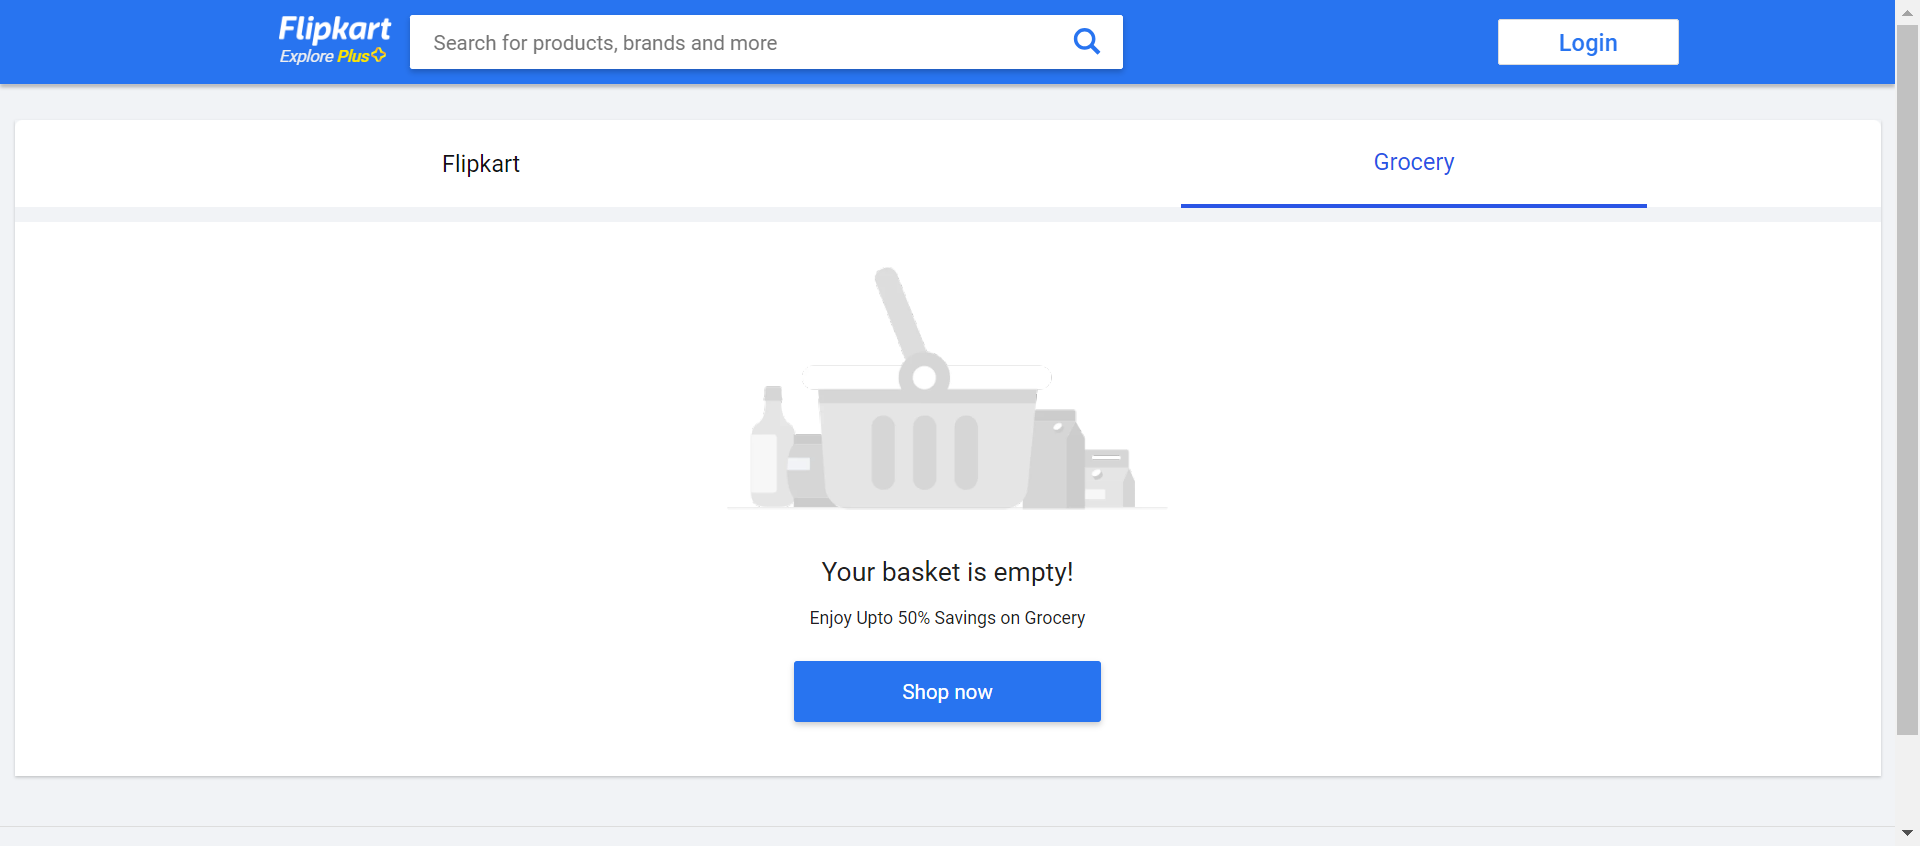 Flipkart
Explore Plus
Search for products, brands and more
Login
Flipkart
Grocery
Your basket is empty!
Enjoy Upto 50% Savings on Grocery
Shop now